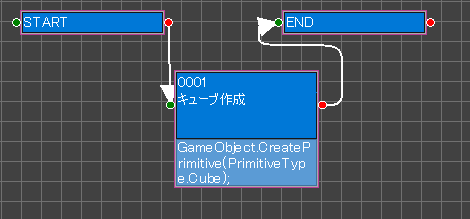 START
END
0001
キューブ作成
GameObject.CreateP
rimitive(PrimitiveTyp
e.Cube);